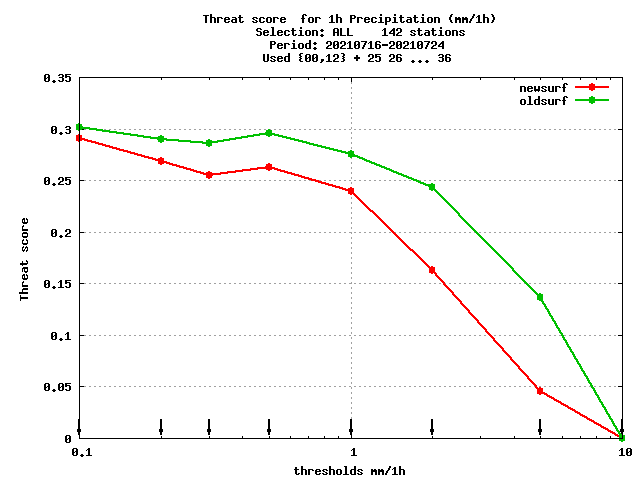 Threat score  for 1h Precipitation (mm/1h)
Selection: ALL    142 stations
Period: 20210716-20210724
Used {00,12} + 25 26 ... 36
newsurf
oldsurf
0.35
0.3
0.25
0.2
0.15
0.1
0.05
0
Threat score
0.1 1 10
thresholds mm/1h